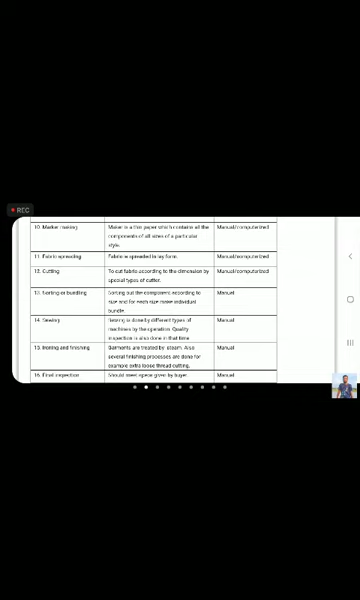 REC
10. Marker making Maker is a thin paper which contains all the Manual/computerized
components of all sizes of a particular
style.
11. Fabric spreading Fabric is spreaded in lay form. Manual/computerized
12. Cutting To cut fabric according to the dimension by Manual/computerized
special types of cutter.
13. Sorting or bundling Sorting out the component according to Manual
size and for each size make individual
bundle.
14. Sewing Sewing is done by different types of Manual
machines by the operation. Quality
inspection is also done in that time
15. Ironing and finishing Garments are treated by steam. Also Manual
several finishing processes are done for
example extra loose thread cutting.
16. Final inspection Should meet specs given by buyer. Manual